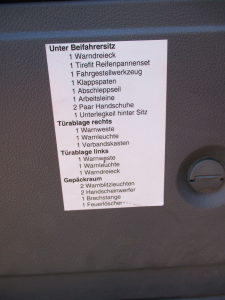 Unter Beifahrersitz
1 Warndreieck
1 Tirefit Reifenpannenset
1 Fahrgestellwerkzeug
1 Klappspaten
1 Abschleppseil
1 Arbeitsleine
2 Paar Handschuhe
1 Unterlegkeil hinter Sitz
Türablage rechts
1 Warnweste
1 Warnleuchte
1 Verbandskasten
Türablage links
1 Warnweste
1 Warnleuchte
1 Warndreieck
Gepäckraum
2 Warnblitzleuchten
2 Handscheinwerfer
1 Brechstange
1 Feuerlöscher